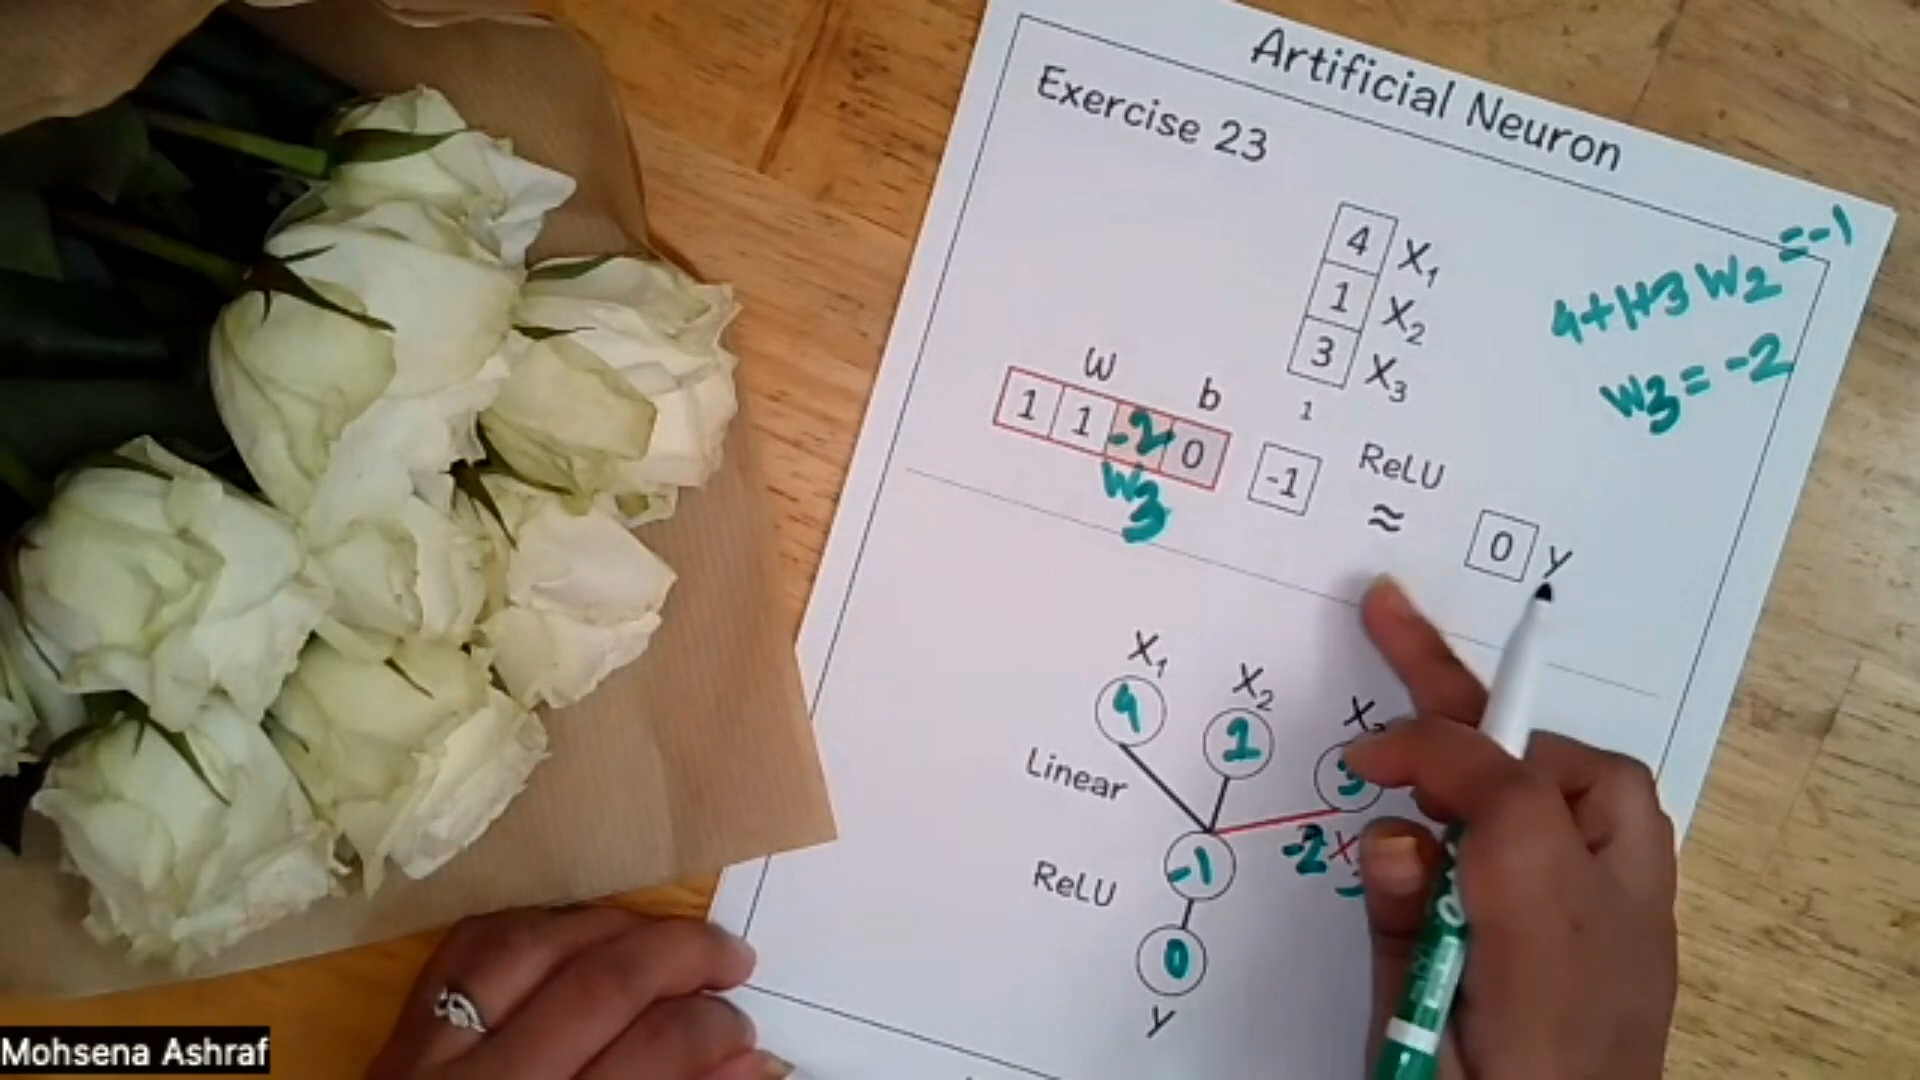 Artificial Neuron
Exercise 23
4 X1
1 X2
3 X3
1
=-1
4+1+3 W2
W3 = -2
W b
1 1 -2 0
W3
-1
ReLU
≈
0 Y
X1 X2
4 1 3
Linear
-2 X3
ReLU
-1
0
Y
Mohsena Ashraf